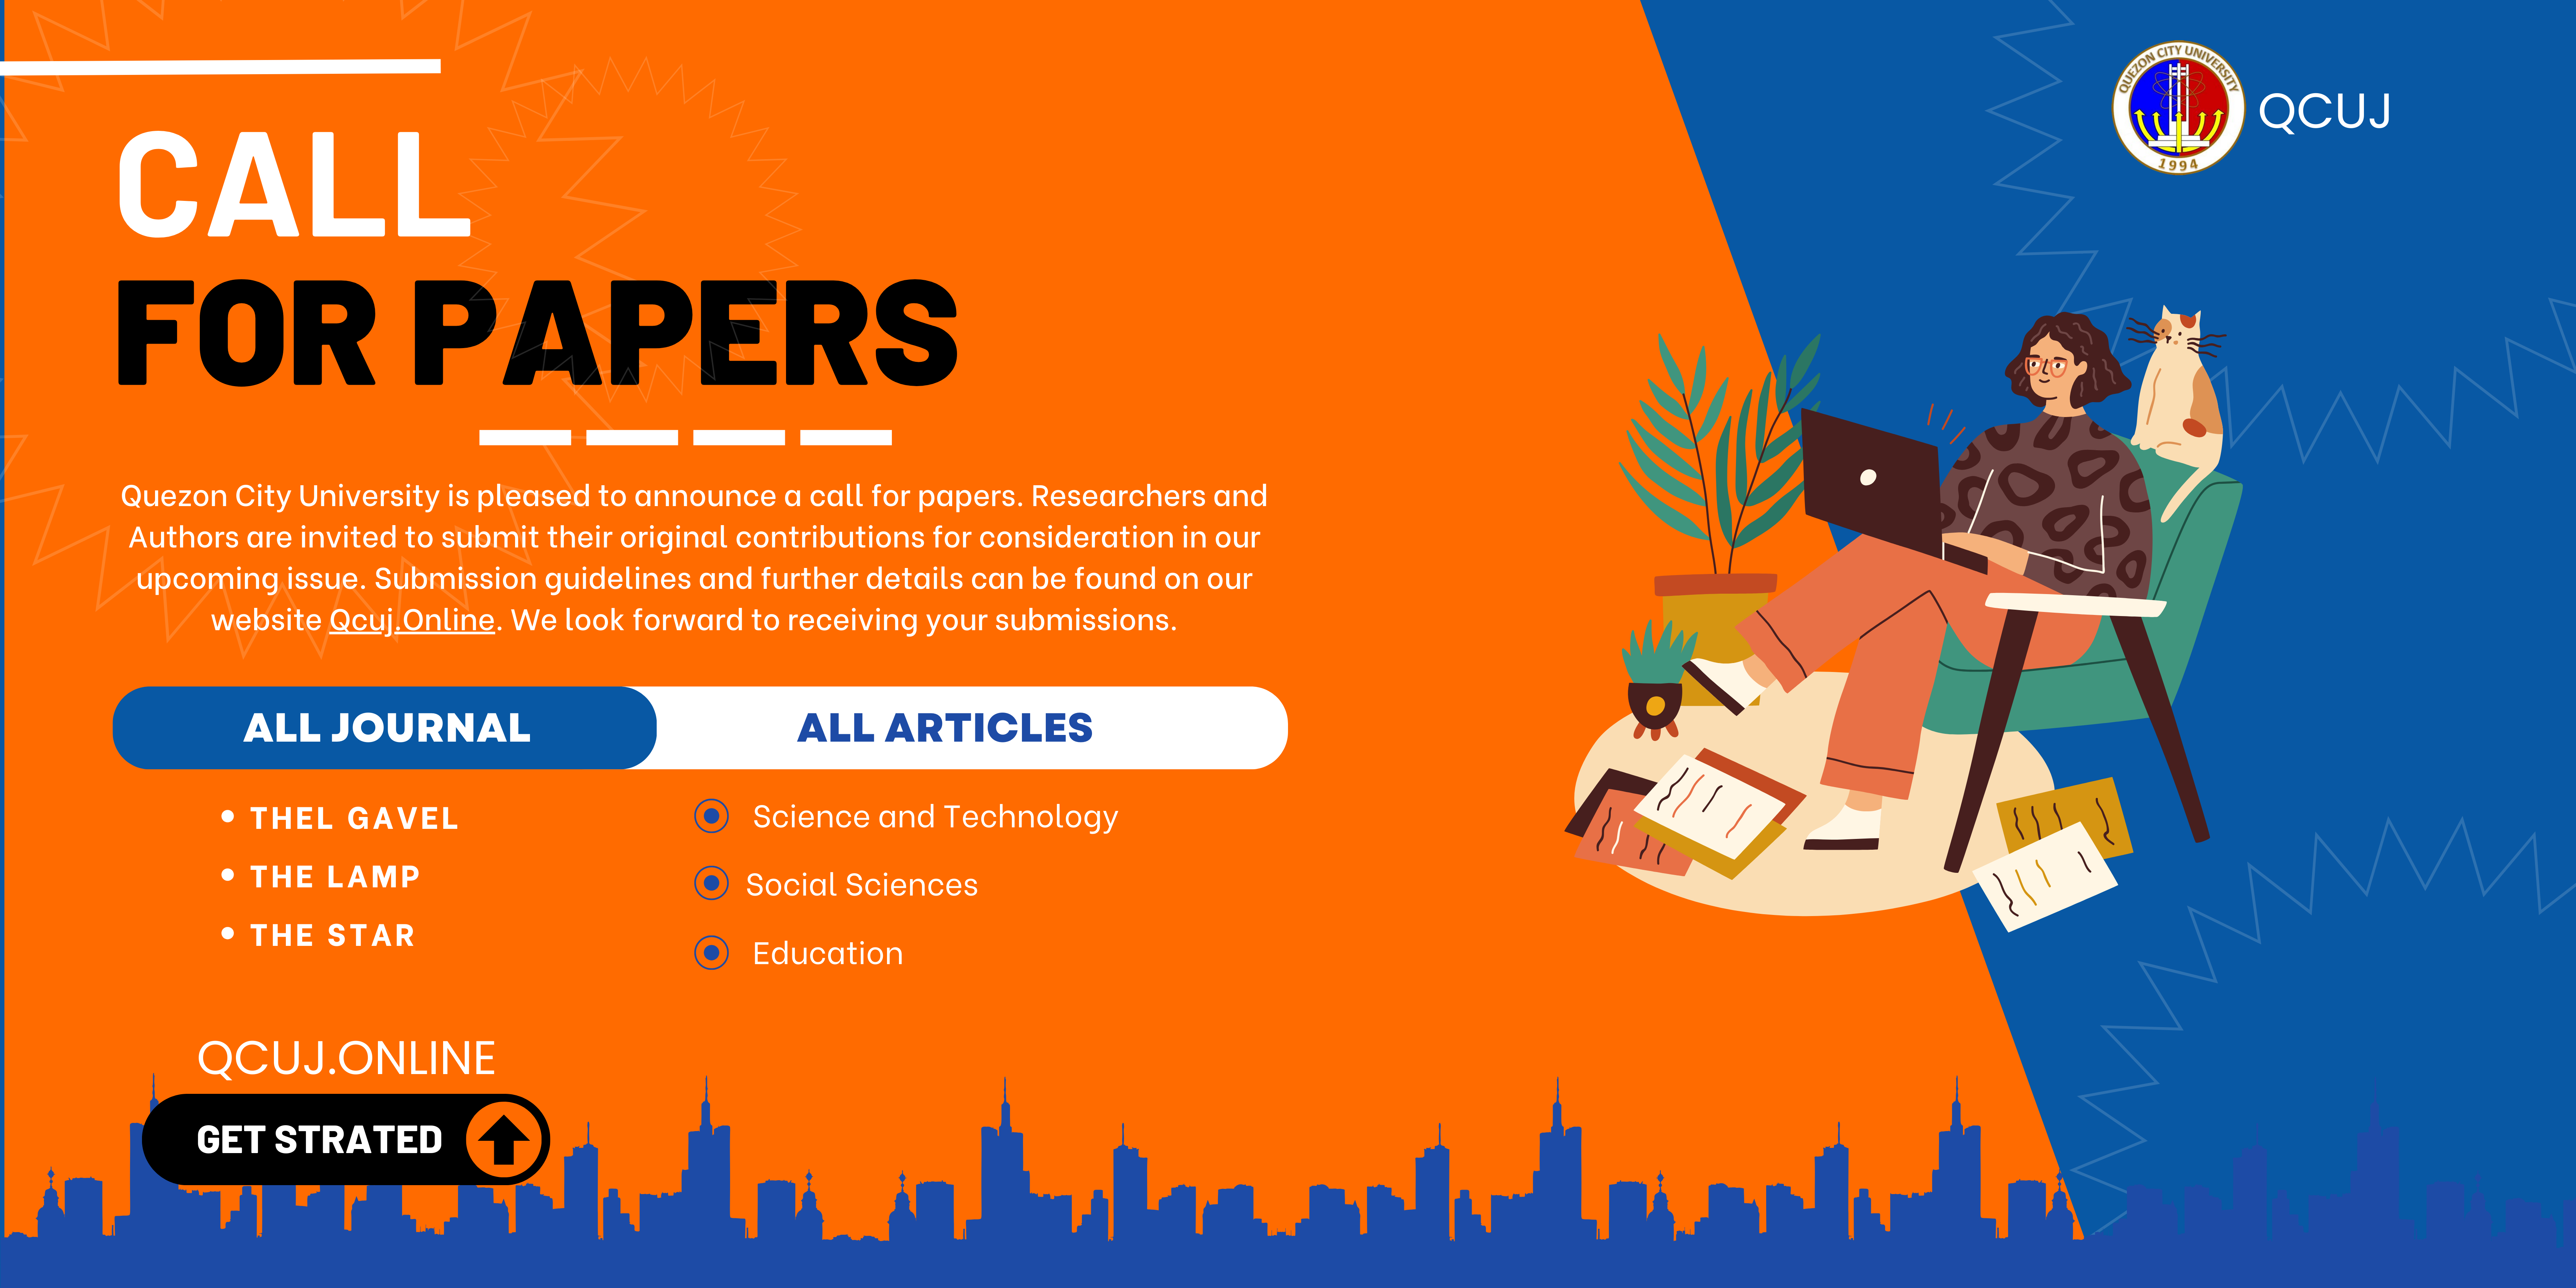 QUEZON CITY UNIVERSITY
1994
QCUJ
CALL
FOR PAPERS
Quezon City University is pleased to announce a call for papers. Researchers and
Authors are invited to submit their original contributions for consideration in our
upcoming issue. Submission guidelines and further details can be found on our
website Qcuj.Online. We look forward to receiving your submissions.
ALL JOURNAL
THEL GAVEL
THE LAMP
THE STAR
ALL ARTICLES
Science and Technology
Social Sciences
Education
QCUJ.ONLINE
GET STRATED